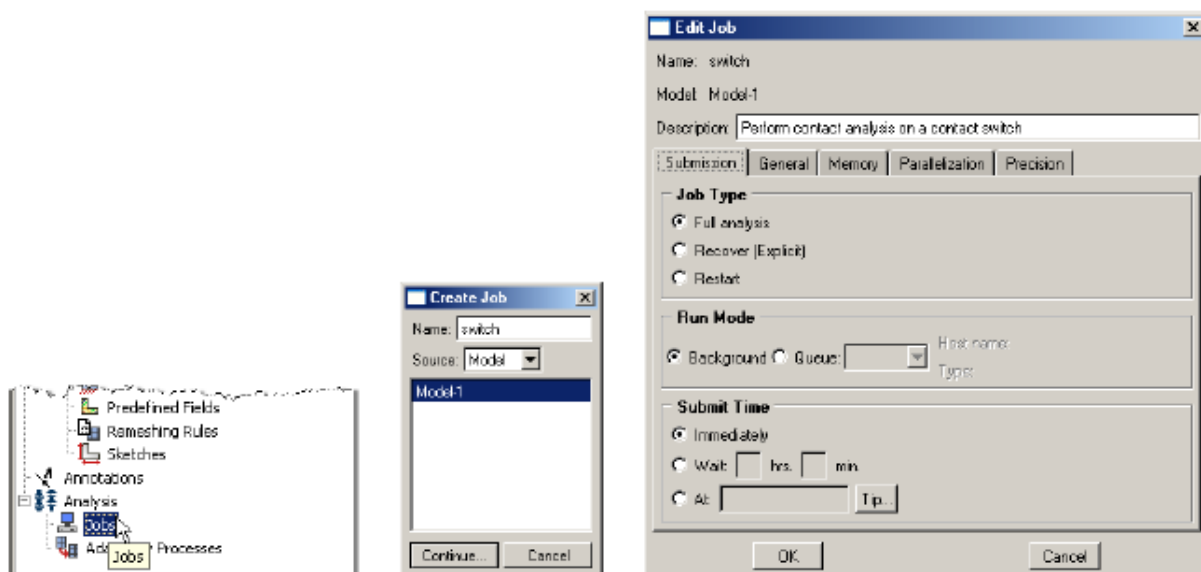 Predefined Fields
Remeshing Rules
Sketches
Annotations
Analysis
Jobs
Processes
Jobs
Create Job
Name: switch
Source: Model
Model-1
Continue... Cancel
Edit Job
Name: switch
Model: Model-1
Description: Perform contact analysis on a contact switch
Submission General Memory Parallelization Precision
Job Type
Full analysis
Recover (Explicit)
Restart
Run Mode
Background Queue: Host name:
Type:
Submit Time
Immediately
Wait: hrs. min.
At: Tip...
OK Cancel